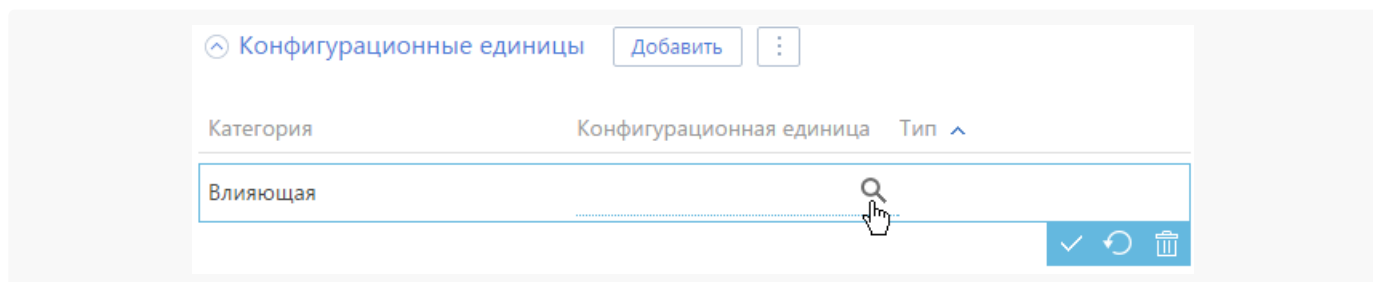 Конфигурационные единицы Добавить
Категория Конфигурационная единица Тип
Влияющая